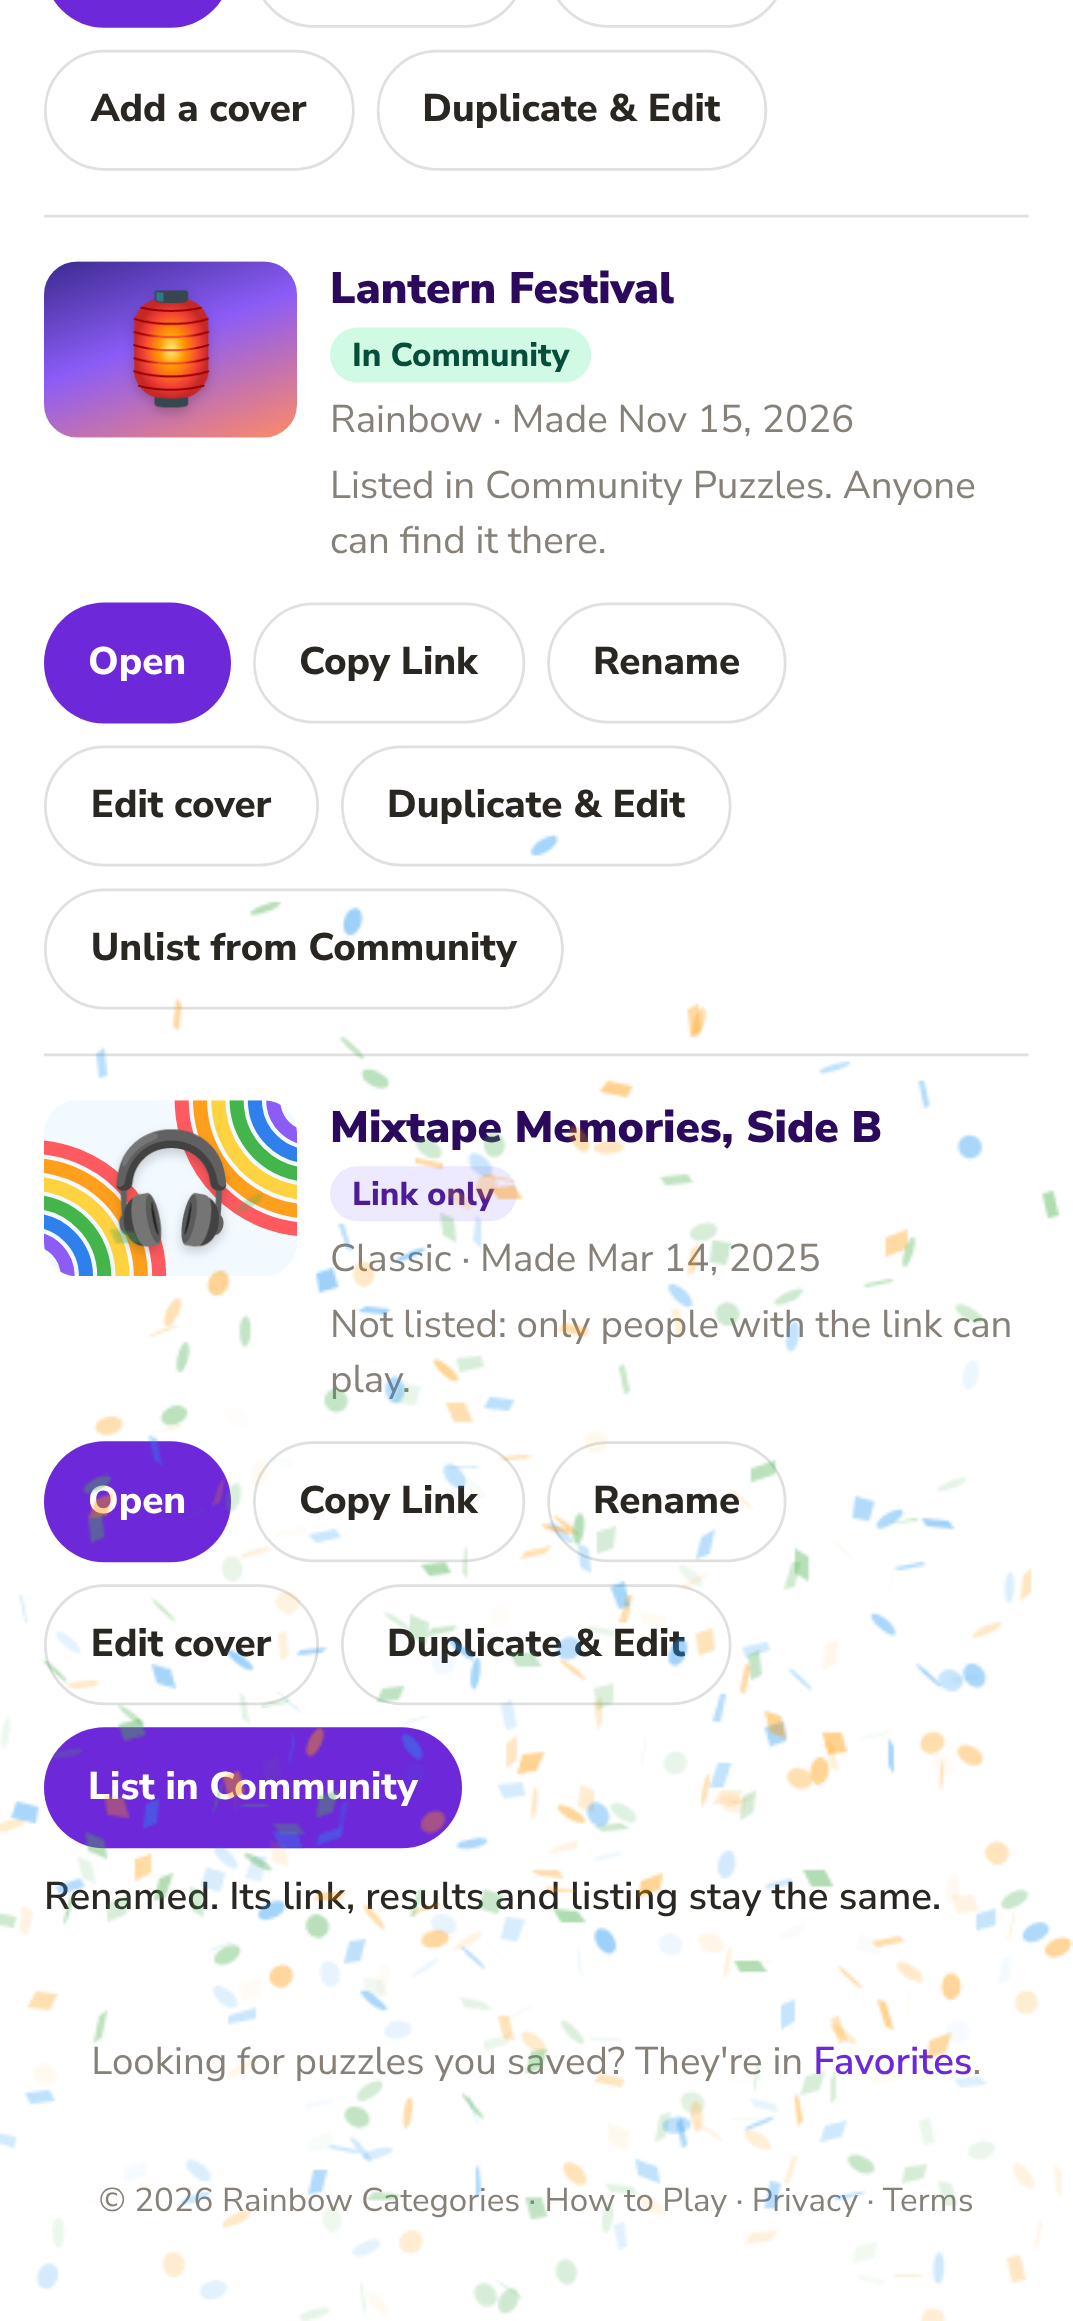 Add a cover
Duplicate & Edit
Lantern Festival
In Community
Rainbow · Made Nov 15, 2026
Listed in Community Puzzles. Anyone
can find it there.
Open
Copy Link
Rename
Edit cover
Duplicate & Edit
Unlist from Community
Mixtape Memories, Side B
Link only
Classic · Made Mar 14, 2025
Not listed: only people with the link can
play.
Open
Copy Link
Rename
Edit cover
Duplicate & Edit
List in Community
Renamed. Its link, results and listing stay the same.
Looking for puzzles you saved? They're in Favorites.
© 2026 Rainbow Categories · How to Play · Privacy · Terms